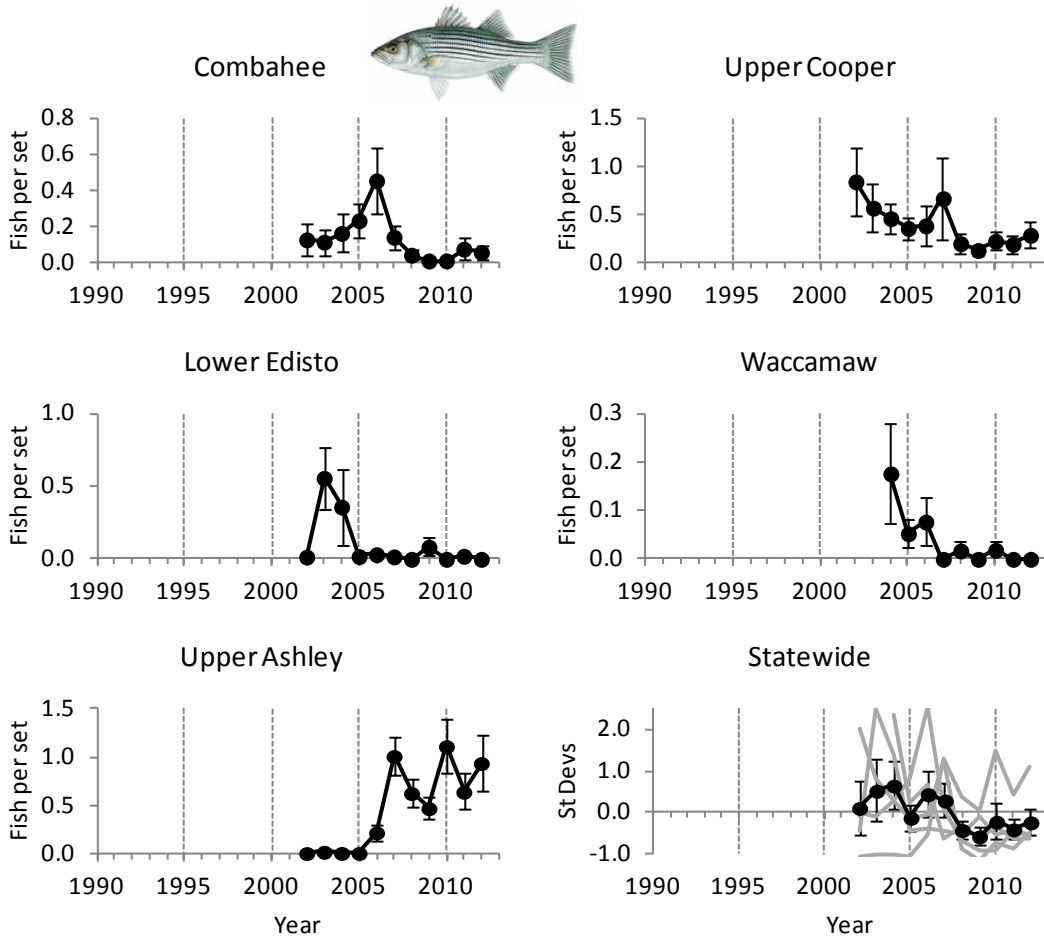 Combahee
Fish per set
0.8
0.6
0.4
0.2
0.0
1990 1995 2000 2005 2010
Upper Cooper
Fish per set
1.5
1.0
0.5
0.0
1990 1995 2000 2005 2010
Lower Edisto
Fish per set
1.0
0.5
0.0
1990 1995 2000 2005 2010
Waccamaw
Fish per set
0.3
0.2
0.1
0.0
1990 1995 2000 2005 2010
Upper Ashley
Fish per set
1.5
1.0
0.5
0.0
1990 1995 2000 2005 2010
Year
Statewide
St Devs
2.0
1.0
0.0
-1.0
1990 1995 2000 2005 2010
Year